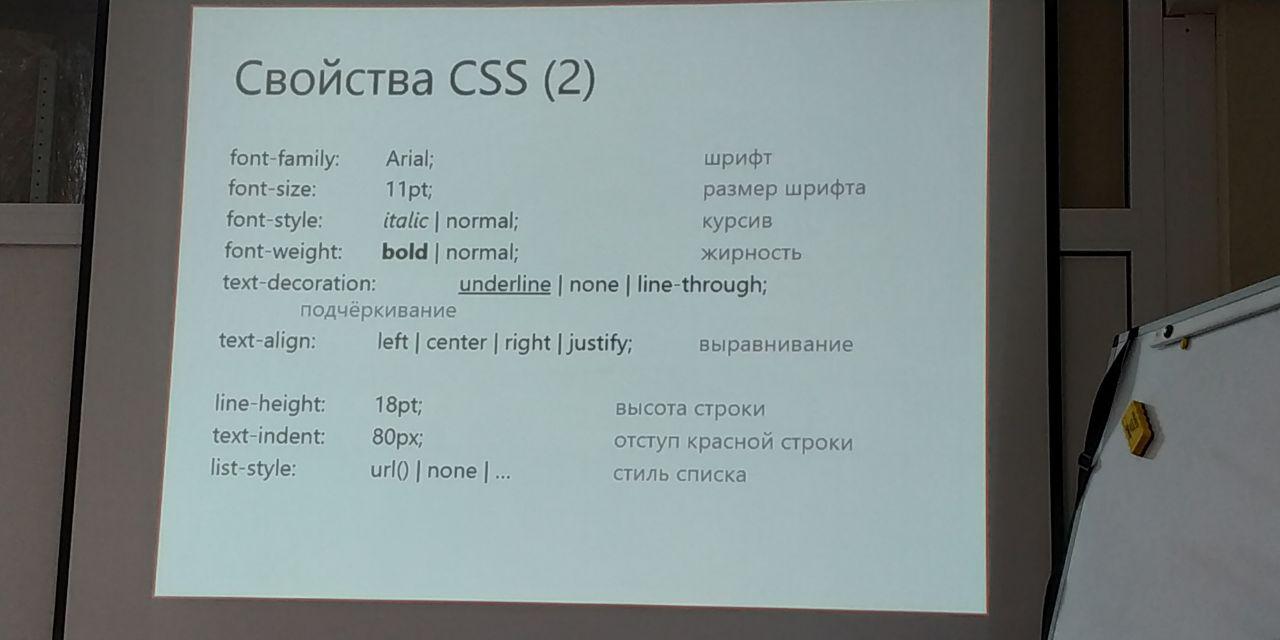 Свойства CSS (2)
font-family: Arial; шрифт
font-size: 11pt; размер шрифта
font-style: italic | normal; курсив
font-weight: bold | normal; жирность
text-decoration: underline | none | line-through;
подчёркивание
text-align: left | center | right | justify; выравнивание
line-height: 18pt; высота строки
text-indent: 80px; отступ красной строки
list-style: url() | none | ... стиль списка